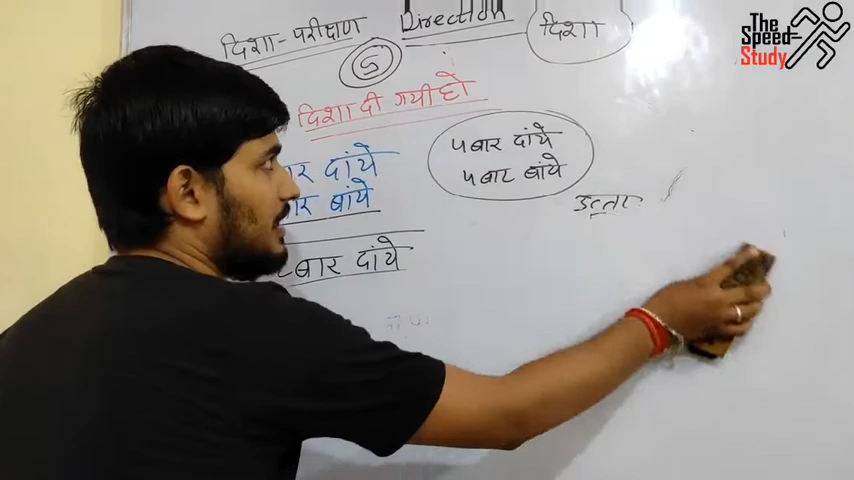 दिशा-परीक्षण Direction दिशा
5
दिशा दी गयी हो
बार दांये
बार बांये
५ बार दांये
५ बार बांये
उत्तर
बार दांये
The
Speed
Study